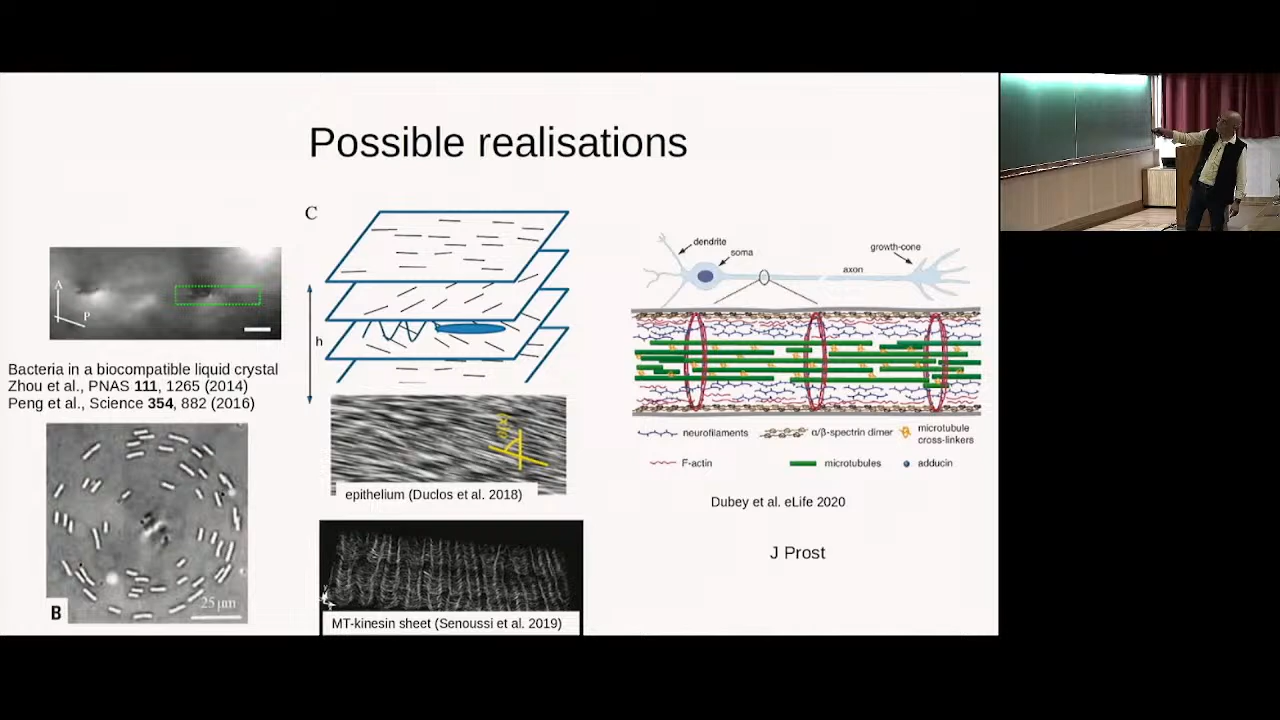 Possible realisations
C
A
P
h
Bacteria in a biocompatible liquid crystal
Zhou et al., PNAS 111, 1265 (2014)
Peng et al., Science 354, 882 (2016)
B
25 μm
epithelium (Duclos et al. 2018)
MT-kinesin sheet (Senoussi et al. 2019)
dendrite
soma
axon
growth-cone
neurofilaments
α/β-spectrin dimer
microtubule
cross-linkers
F-actin
microtubules
adducin
Dubey et al. eLife 2020
J Prost